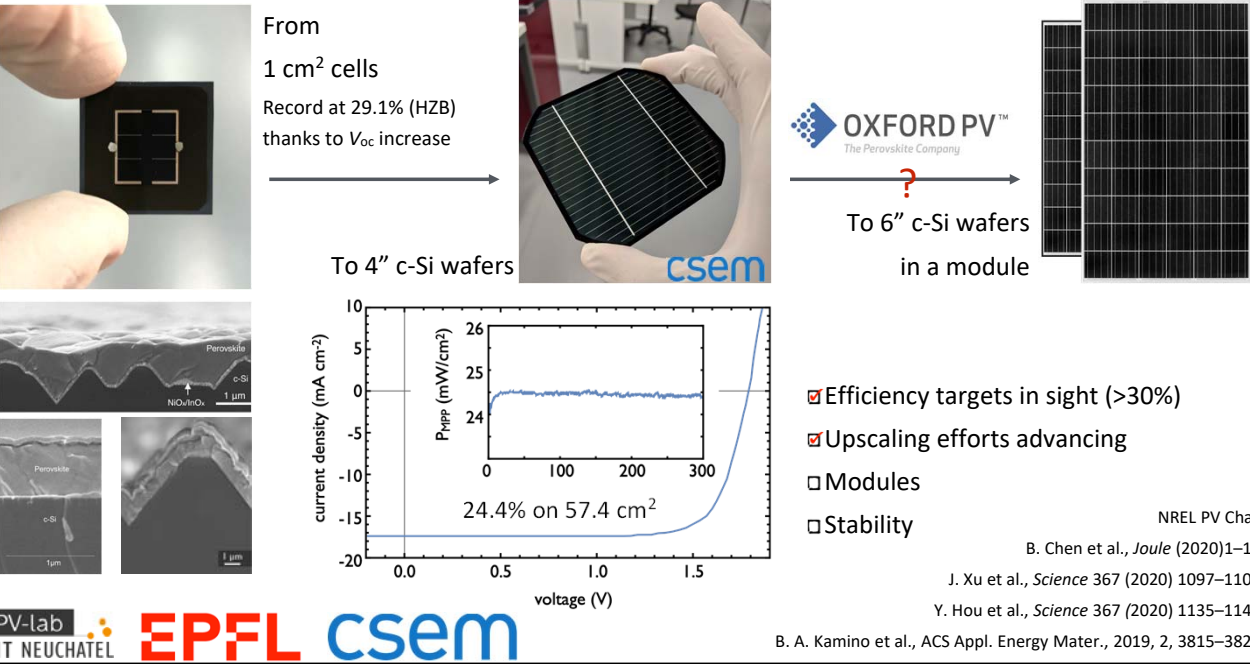 From
1 cm² cells
Record at 29.1% (HZB)
thanks to Voc increase
To 4” c-Si wafers
csem
OXFORD PV™
The Perovskite Company
?
To 6” c-Si wafers
in a module
Perovskite
c-Si
NiOx/InOx
1 μm
Perovskite
c-Si
1μm
1 μm
current density (mA cm-2)
10
5
0
-5
-10
-15
-20
0.0
0.5
1.0
1.5
voltage (V)
PMPP (mW/cm²)
26
25
24
0
100
200
300
24.4% on 57.4 cm²
Efficiency targets in sight (>30%)
Upscaling efforts advancing
Modules
Stability
NREL PV Cha
B. Chen et al., Joule (2020)1–1
J. Xu et al., Science 367 (2020) 1097–110
Y. Hou et al., Science 367 (2020) 1135–114
B. A. Kamino et al., ACS Appl. Energy Mater., 2019, 2, 3815–382
PV-lab
NEUCHATEL
EPFL
csem